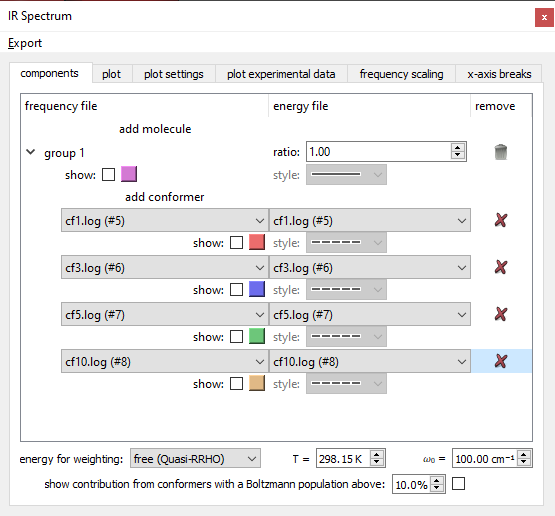 IR Spectrum
Export
components plot plot settings plot experimental data frequency scaling x-axis breaks
frequency file energy file remove
add molecule
group 1 ratio: 1.00
show: style:
add conformer
cf1.log (#5) cf1.log (#5)
show: style:
cf3.log (#6) cf3.log (#6)
show: style:
cf5.log (#7) cf5.log (#7)
show: style:
cf10.log (#8) cf10.log (#8)
show: style:
energy for weighting: free (Quasi-RRHO) T = 298.15 K ω₀ = 100.00 cm⁻¹
show contribution from conformers with a Boltzmann population above: 10.0%